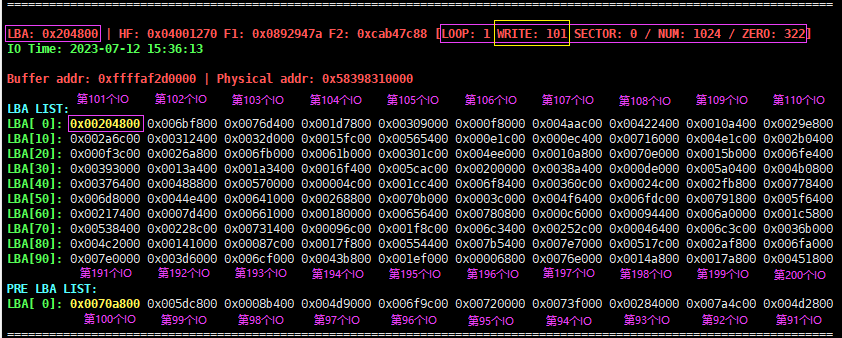 ================================================================
LBA: 0x204800 | HF: 0x04001270 F1: 0x0892947a F2: 0xcab47c88 [LOOP: 1 WRITE: 101 SECTOR: 0 / NUM: 1024 / ZERO: 322]
IO Time: 2023-07-12 15:36:13
Buffer addr: 0xffffaf2d0000 | Physical addr: 0x58398310000
第101个IO 第102个IO 第103个IO 第104个IO 第105个IO 第106个IO 第107个IO 第108个IO 第109个IO 第110个IO
LBA LIST:
LBA[ 0]: 0x00204800 0x006bf800 0x0076d400 0x001d7800 0x00309000 0x000f8000 0x004aac00 0x00422400 0x0010a400 0x0029e800
LBA[10]: 0x002a6c00 0x00312400 0x0032d000 0x0015fc00 0x00565400 0x000e1c00 0x000ec400 0x00716000 0x004e1c00 0x002b0400
LBA[20]: 0x000f3c00 0x0026a800 0x006fb000 0x0061b000 0x00301c00 0x004ee000 0x0010a800 0x0070e000 0x0015b000 0x006fe400
LBA[30]: 0x00393000 0x0013a400 0x001a3400 0x0016f400 0x005cac00 0x00200000 0x0038a400 0x000de000 0x005a0400 0x004b0800
LBA[40]: 0x00376400 0x00488800 0x00570000 0x00004c00 0x001cc400 0x006f8400 0x00360c00 0x00024c00 0x002fb800 0x00778400
LBA[50]: 0x006d8000 0x0044e400 0x00641000 0x00268800 0x0070b000 0x0003c000 0x004f6400 0x006fdc00 0x00791800 0x005f6400
LBA[60]: 0x00217400 0x0007d400 0x00661000 0x00180000 0x00656400 0x00780800 0x000c6000 0x00094400 0x006a0000 0x001c5800
LBA[70]: 0x00538400 0x00228c00 0x00731400 0x00096c00 0x001f8c00 0x006c3400 0x00252c00 0x00046400 0x006c3c00 0x0036b000
LBA[80]: 0x004c2000 0x00141000 0x00087c00 0x0017f800 0x00554400 0x007b5400 0x007e7000 0x00517c00 0x002af800 0x006fa000
LBA[90]: 0x007e0000 0x003d6000 0x006cf000 0x0043b800 0x001ef000 0x00006800 0x0076e000 0x0014a800 0x0017a800 0x00451800
第191个IO 第192个IO 第193个IO 第194个IO 第195个IO 第196个IO 第197个IO 第198个IO 第199个IO 第200个IO
PRE LBA LIST:
LBA[ 0]: 0x0070a800 0x005dc800 0x0008b400 0x004d9000 0x006f9c00 0x00720000 0x0073f000 0x00284000 0x007a4c00 0x004d2800
第100个IO 第99个IO 第98个IO 第97个IO 第96个IO 第95个IO 第94个IO 第93个IO 第92个IO 第91个IO
================================================================